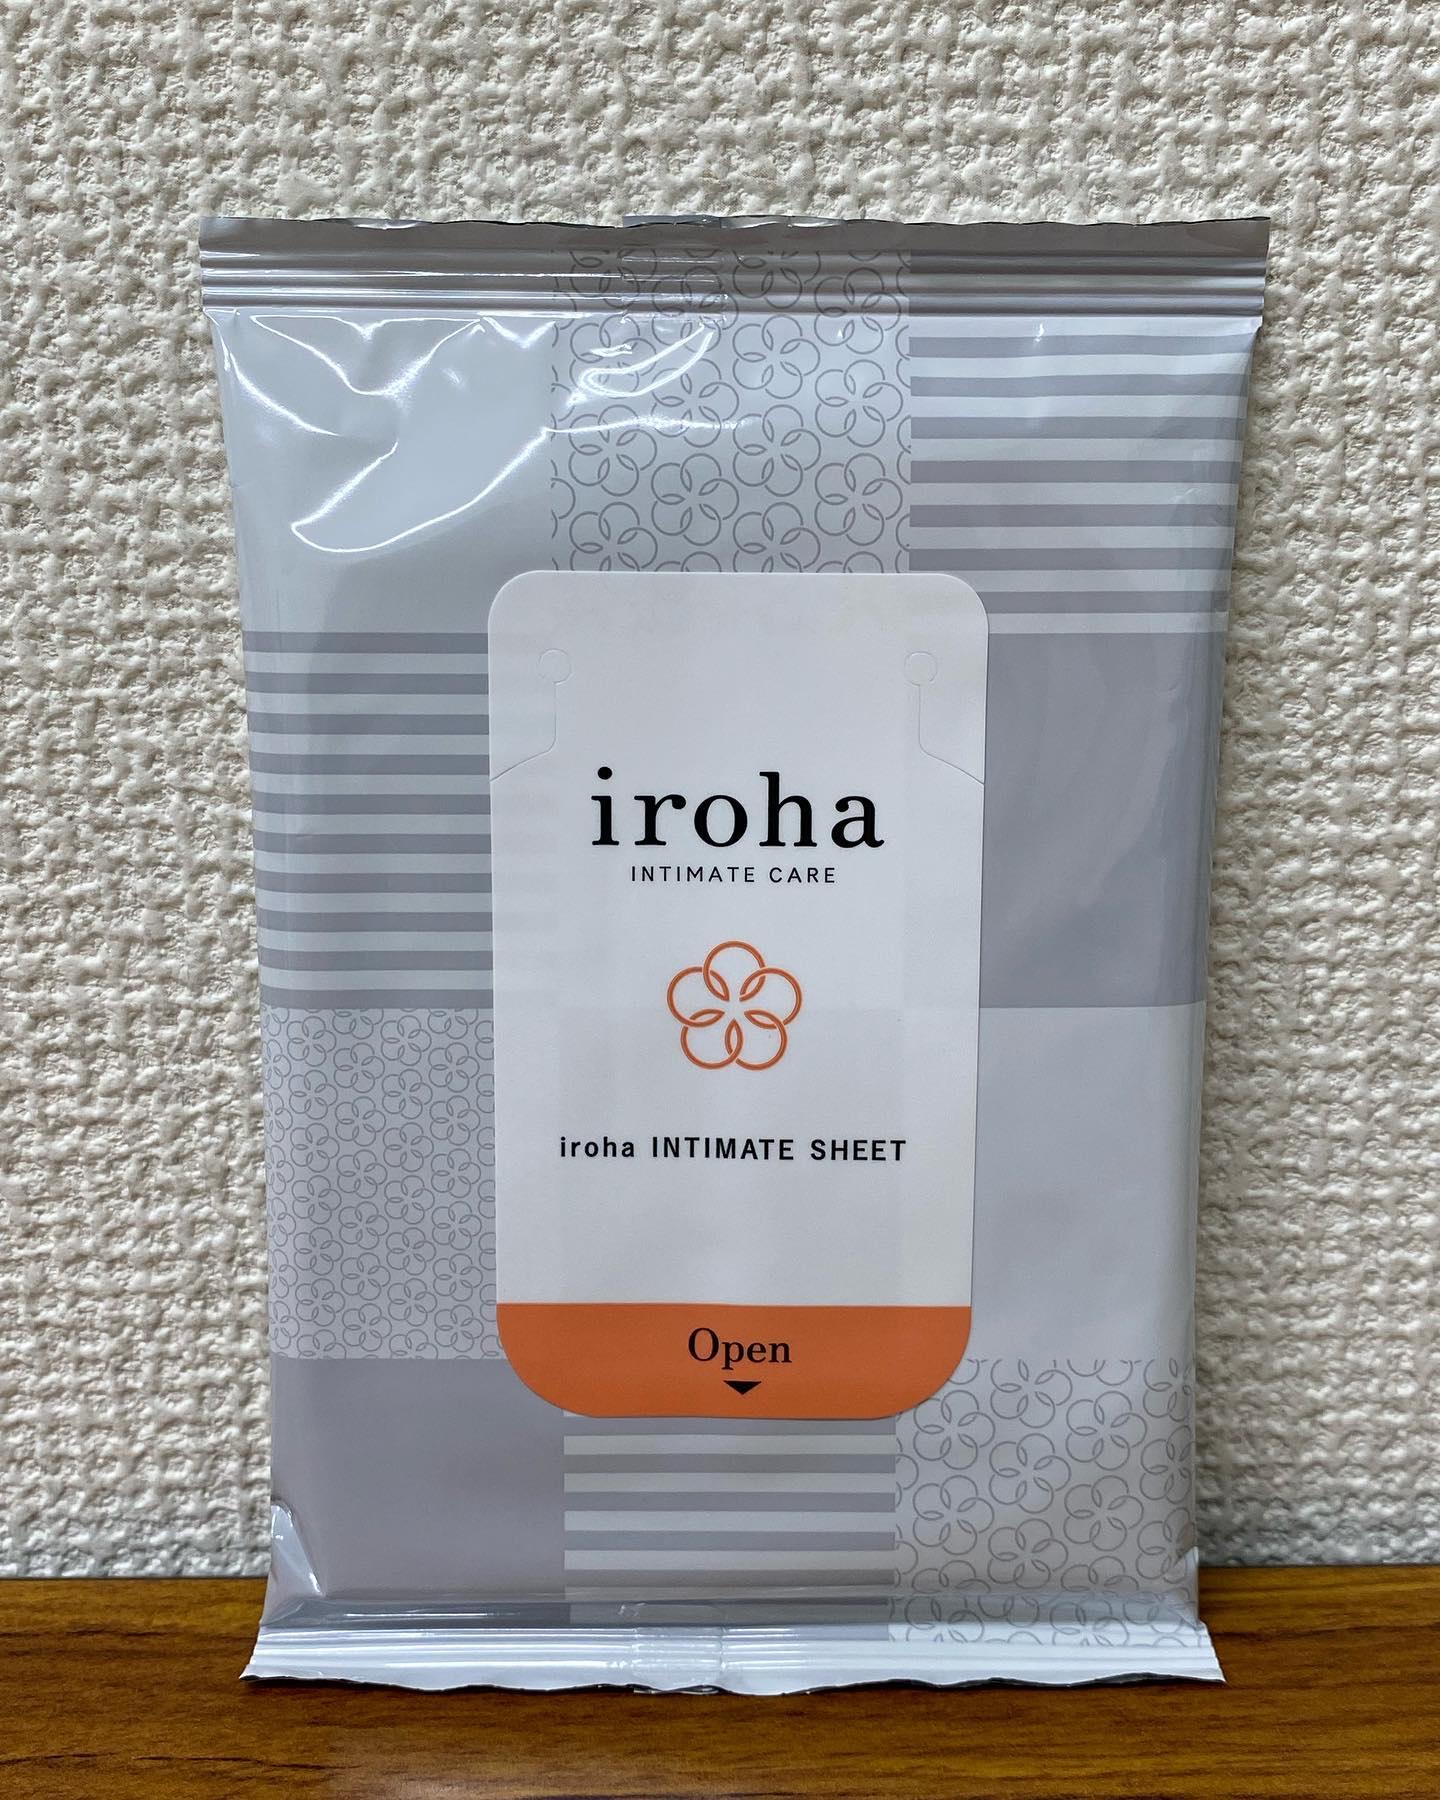 iroha
INTIMATE CARE
iroha INTIMATE SHEET
Open